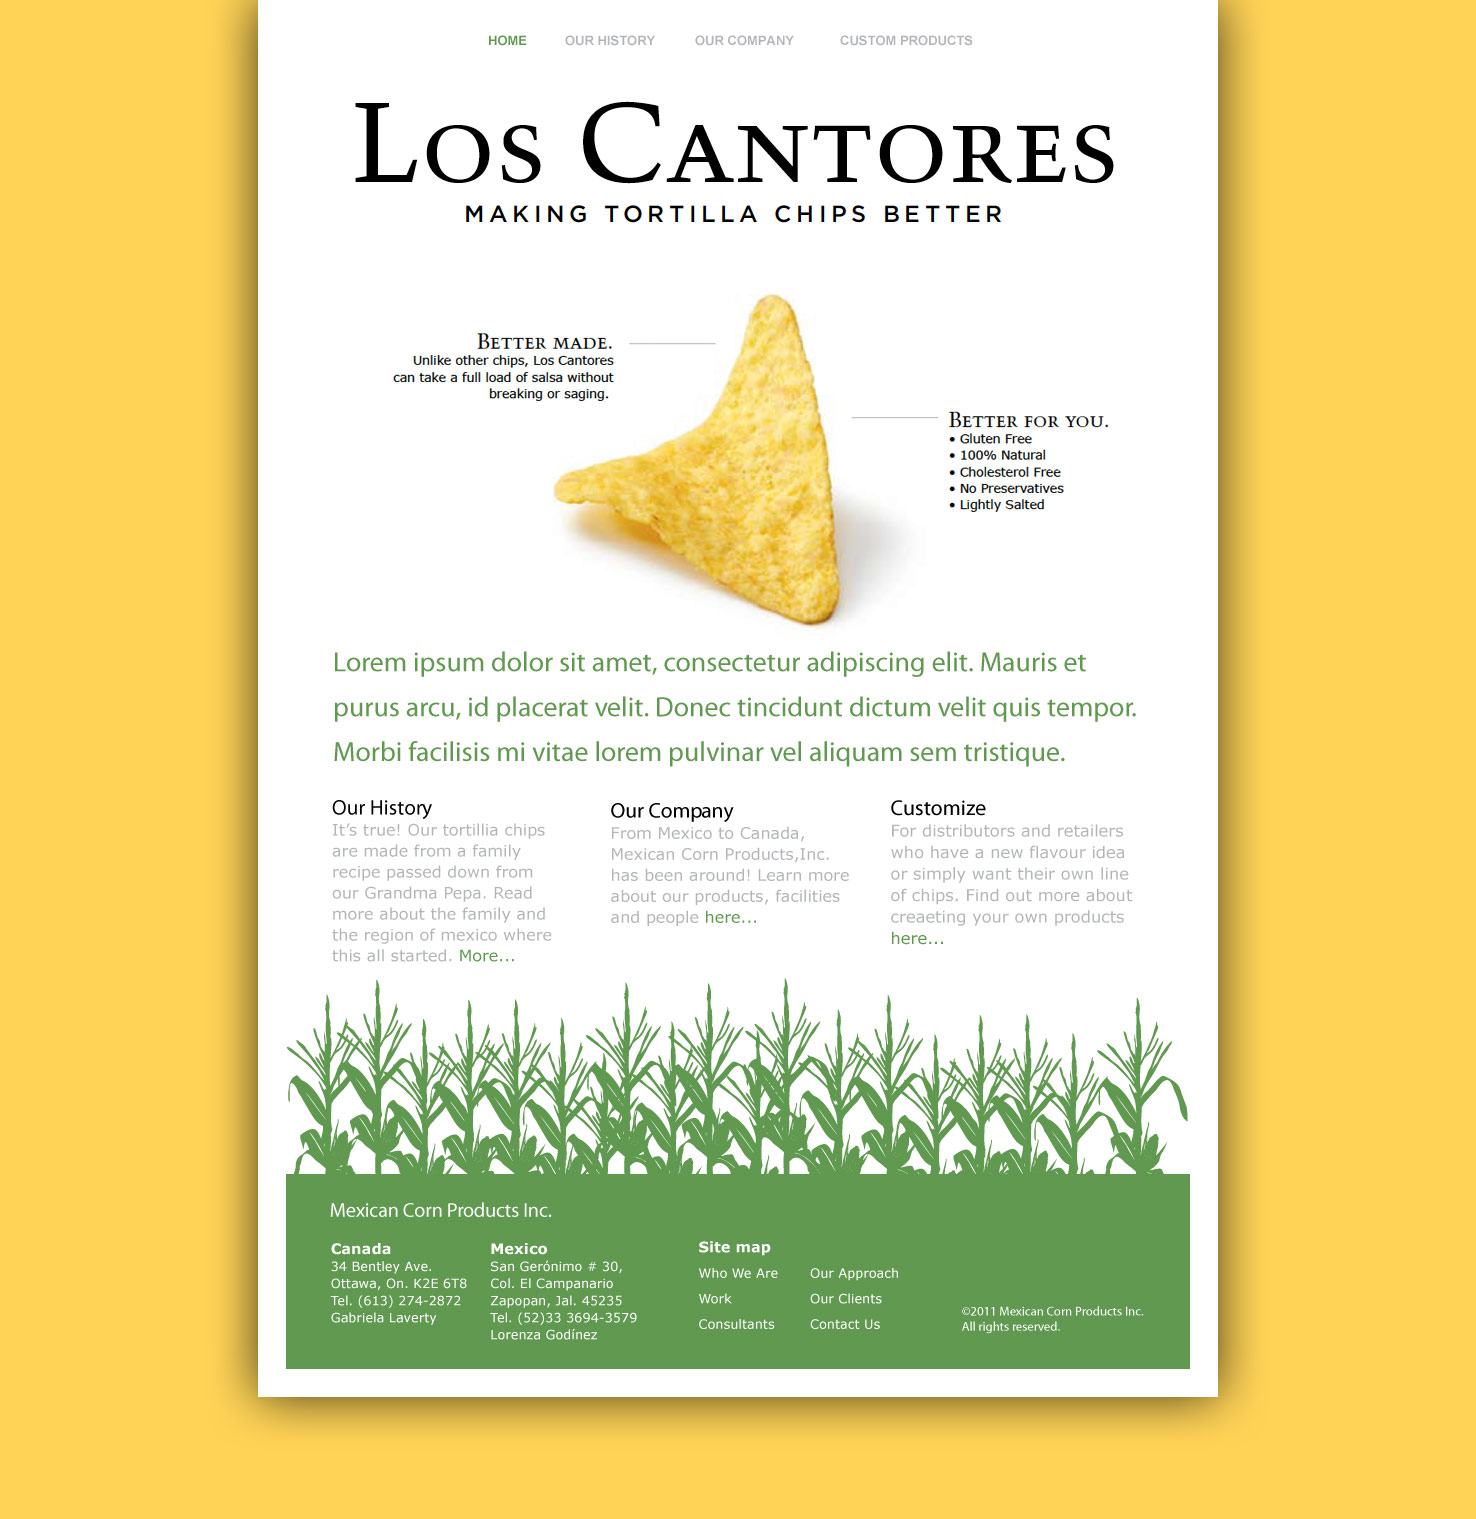 HOME OUR HISTORY OUR COMPANY CUSTOM PRODUCTS
LOS CANTORES
MAKING TORTILLA CHIPS BETTER
BETTER MADE.
Unlike other chips, Los Cantores
can take a full load of salsa without
breaking or saging.
BETTER FOR YOU.
• Gluten Free
• 100% Natural
• Cholesterol Free
• No Preservatives
• Lightly Salted
Lorem ipsum dolor sit amet, consectetur adipiscing elit. Mauris et
purus arcu, id placerat velit. Donec tincidunt dictum velit quis tempor.
Morbi facilisis mi vitae lorem pulvinar vel aliquam sem tristique.
Our History
It's true! Our tortillia chips
are made from a family
recipe passed down from
our Grandma Pepa. Read
more about the family and
the region of mexico where
this all started. More...
Our Company
From Mexico to Canada,
Mexican Corn Products,Inc.
has been around! Learn more
about our products, facilities
and people here...
Customize
For distributors and retailers
who have a new flavour idea
or simply want their own line
of chips. Find out more about
creaeting your own products
here...
Mexican Corn Products Inc.
Canada
34 Bentley Ave.
Ottawa, On. K2E 6T8
Tel. (613) 274-2872
Gabriela Laverty
Mexico
San Gerónimo # 30,
Col. El Campanario
Zapopan, Jal. 45235
Tel. (52)33 3694-3579
Lorenza Godínez
Site map
Who We Are Our Approach
Work Our Clients
Consultants Contact Us
©2011 Mexican Corn Products Inc.
All rights reserved.